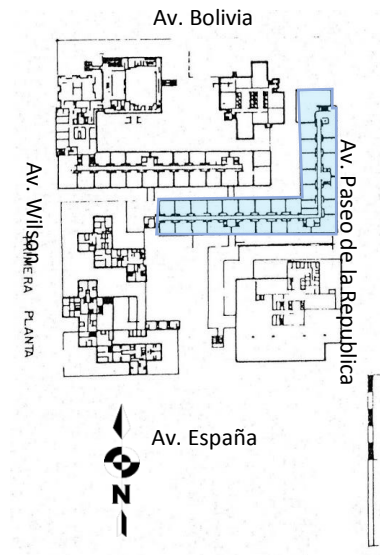 Av. Bolivia
Av. Wilson
Av. Paseo de la Republica
PRIMERA PLANTA
Av. España
N